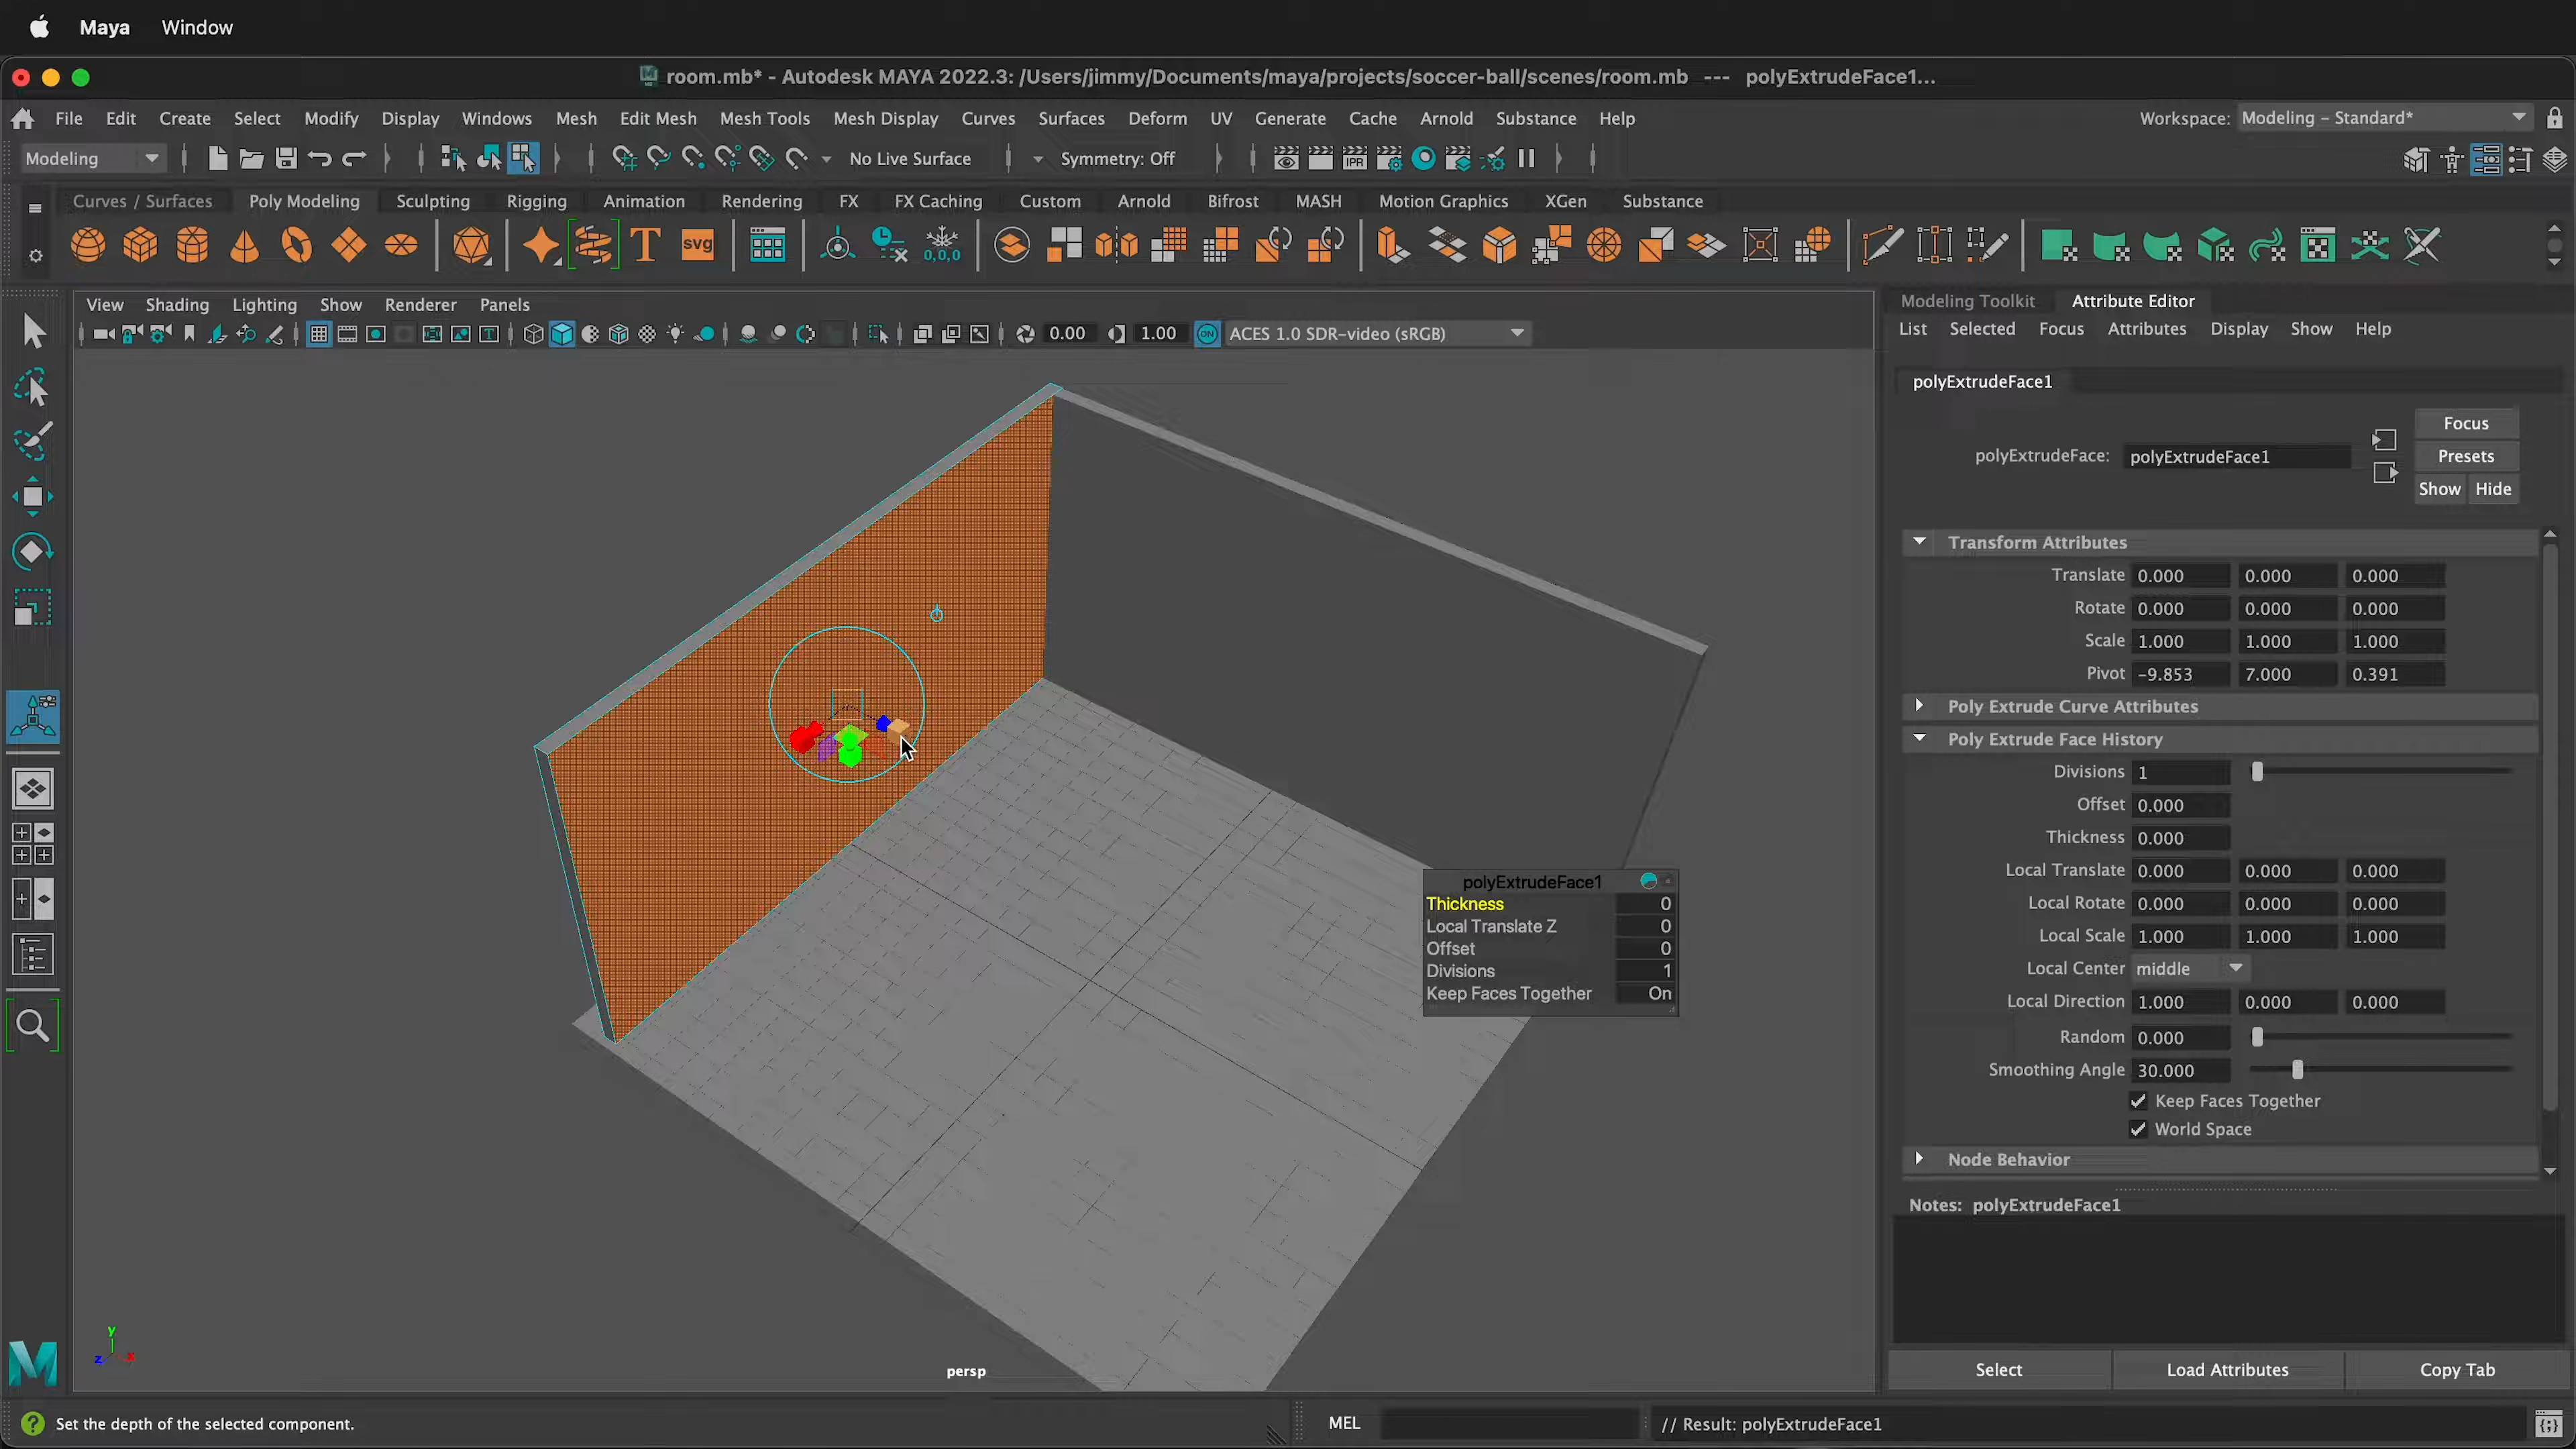 Maya Window
room.mb* - Autodesk MAYA 2022.3: /Users/jimmy/Documents/maya/projects/soccer-ball/scenes/room.mb --- polyExtrudeFace1...
File Edit Create Select Modify Display Windows Mesh Edit Mesh Mesh Tools Mesh Display Curves Surfaces Deform UV Generate Cache Arnold Substance Help
Workspace: Modeling - Standard*
Modeling No Live Surface Symmetry: Off IPR
Curves / Surfaces Poly Modeling Sculpting Rigging Animation Rendering FX FX Caching Custom Arnold Bifrost MASH Motion Graphics XGen Substance
T svg 0,0,0
View Shading Lighting Show Renderer Panels
0.00 1.00 ON ACES 1.0 SDR-video (sRGB)
polyExtrudeFace1
Thickness 0
Local Translate Z 0
Offset 0
Divisions 1
Keep Faces Together On
persp
y
z x
Modeling Toolkit Attribute Editor
List Selected Focus Attributes Display Show Help
polyExtrudeFace1
polyExtrudeFace: polyExtrudeFace1
Focus
Presets
Show Hide
Transform Attributes
Translate 0.000 0.000 0.000
Rotate 0.000 0.000 0.000
Scale 1.000 1.000 1.000
Pivot -9.853 7.000 0.391
Poly Extrude Curve Attributes
Poly Extrude Face History
Divisions 1
Offset 0.000
Thickness 0.000
Local Translate 0.000 0.000 0.000
Local Rotate 0.000 0.000 0.000
Local Scale 1.000 1.000 1.000
Local Center middle
Local Direction 1.000 0.000 0.000
Random 0.000
Smoothing Angle 30.000
Keep Faces Together
World Space
Node Behavior
Notes: polyExtrudeFace1
Select Load Attributes Copy Tab
M
? Set the depth of the selected component.
MEL
// Result: polyExtrudeFace1